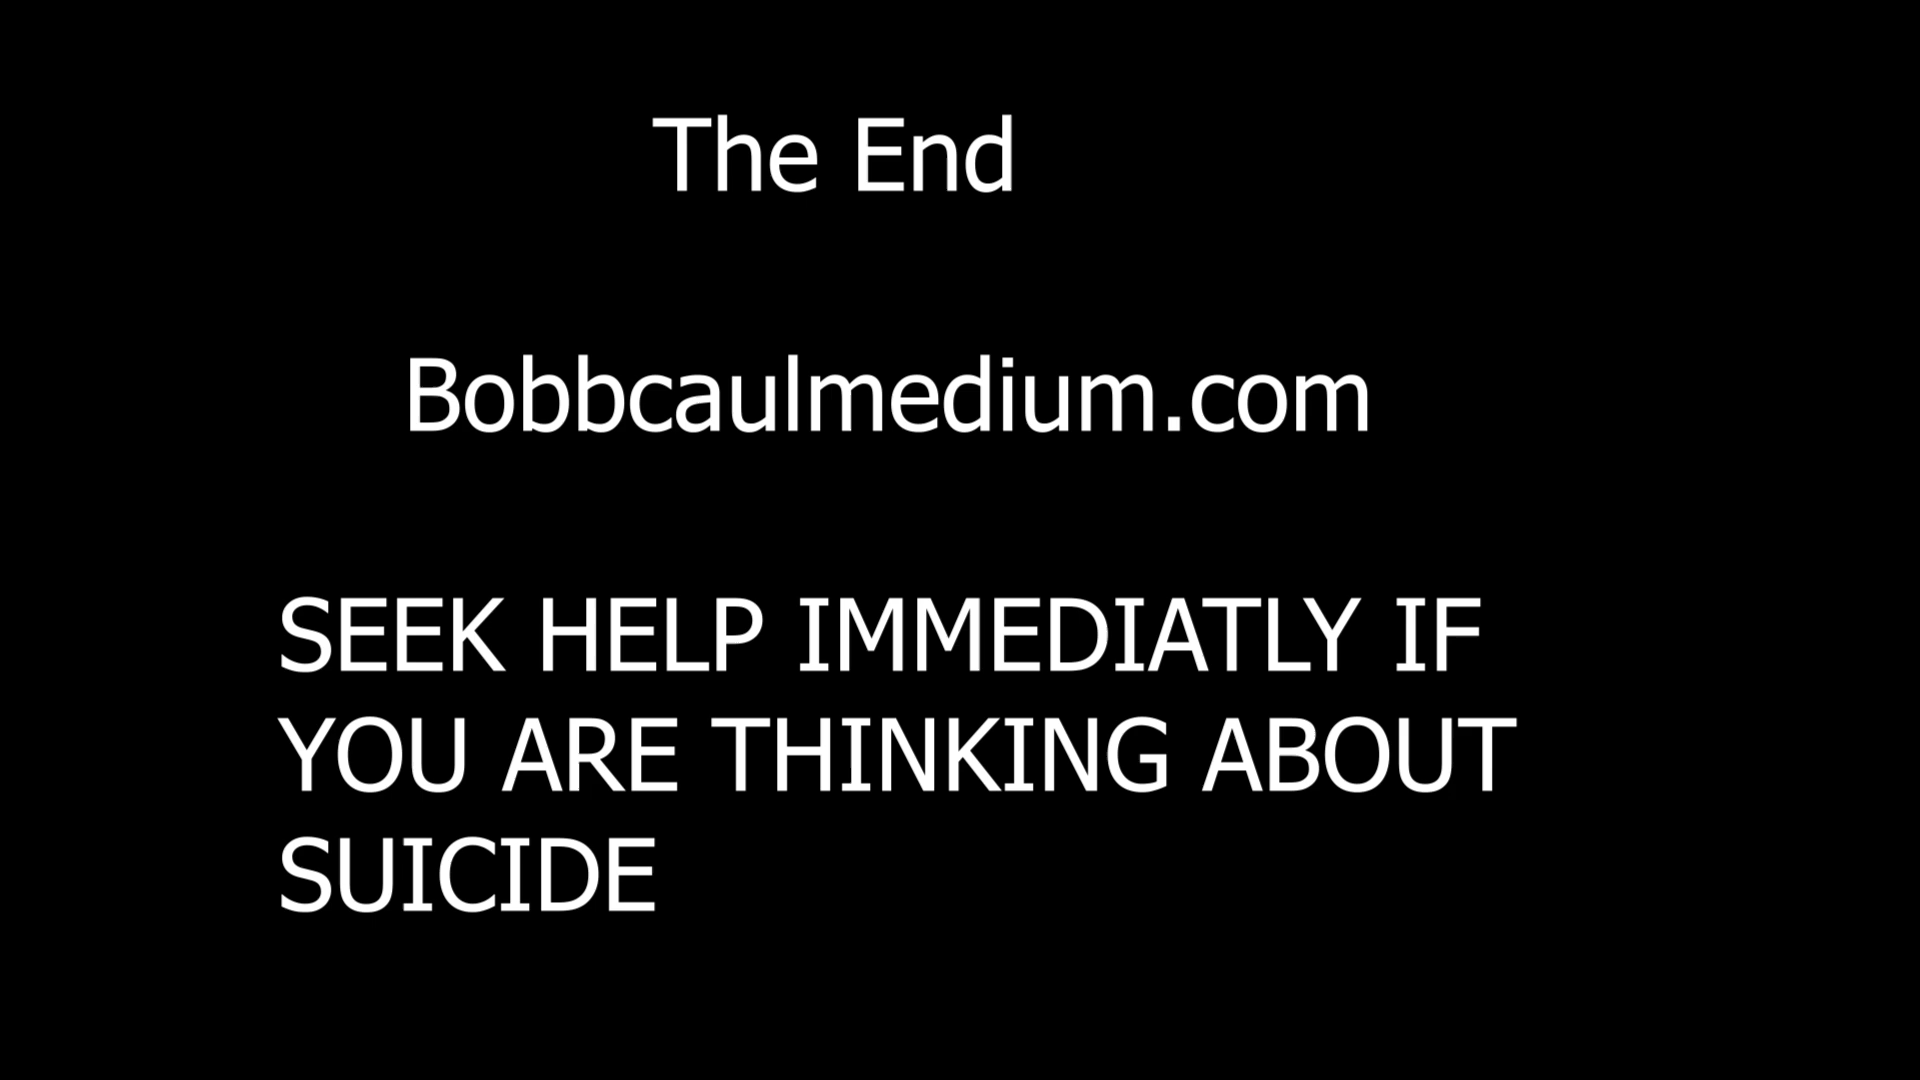 The End
Bobbcaulmedium.com
SEEK HELP IMMEDIATLY IF
YOU ARE THINKING ABOUT
SUICIDE